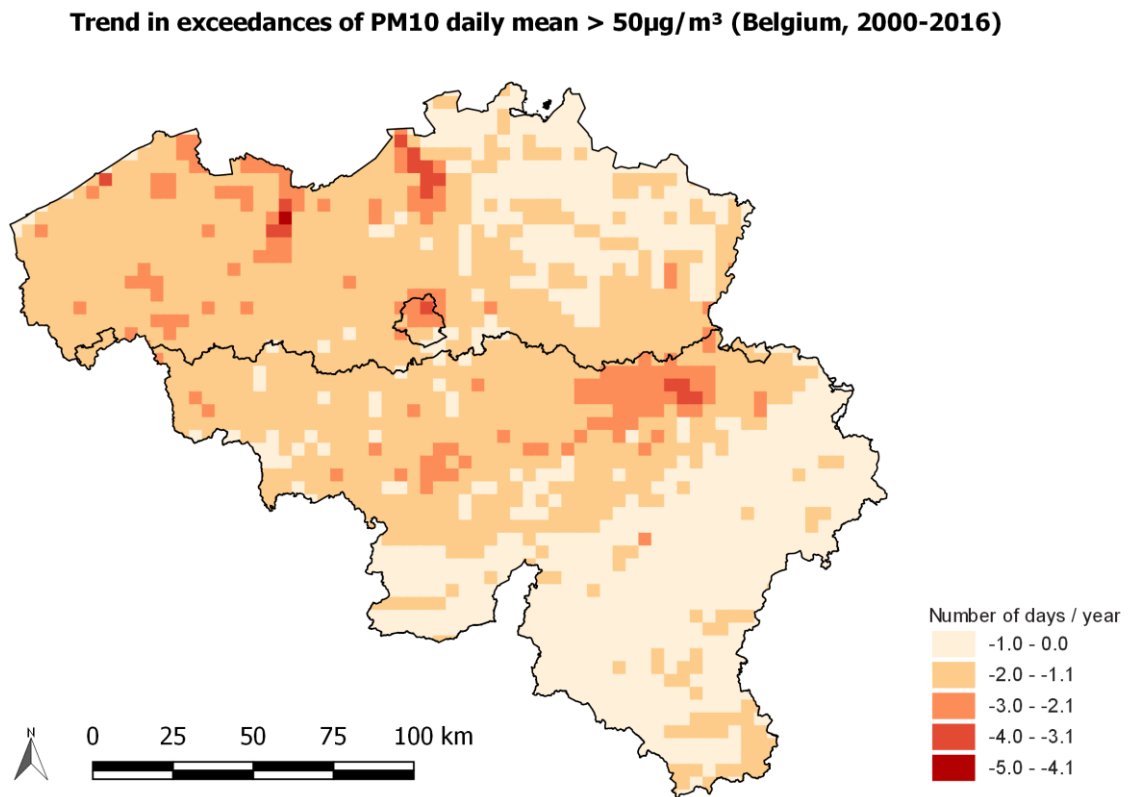 Trend in exceedances of PM10 daily mean > 50µg/m³ (Belgium, 2000-2016)
Number of days / year
-1.0 - 0.0
-2.0 - -1.1
-3.0 - -2.1
-4.0 - -3.1
-5.0 - -4.1
N
0 25 50 75 100 km